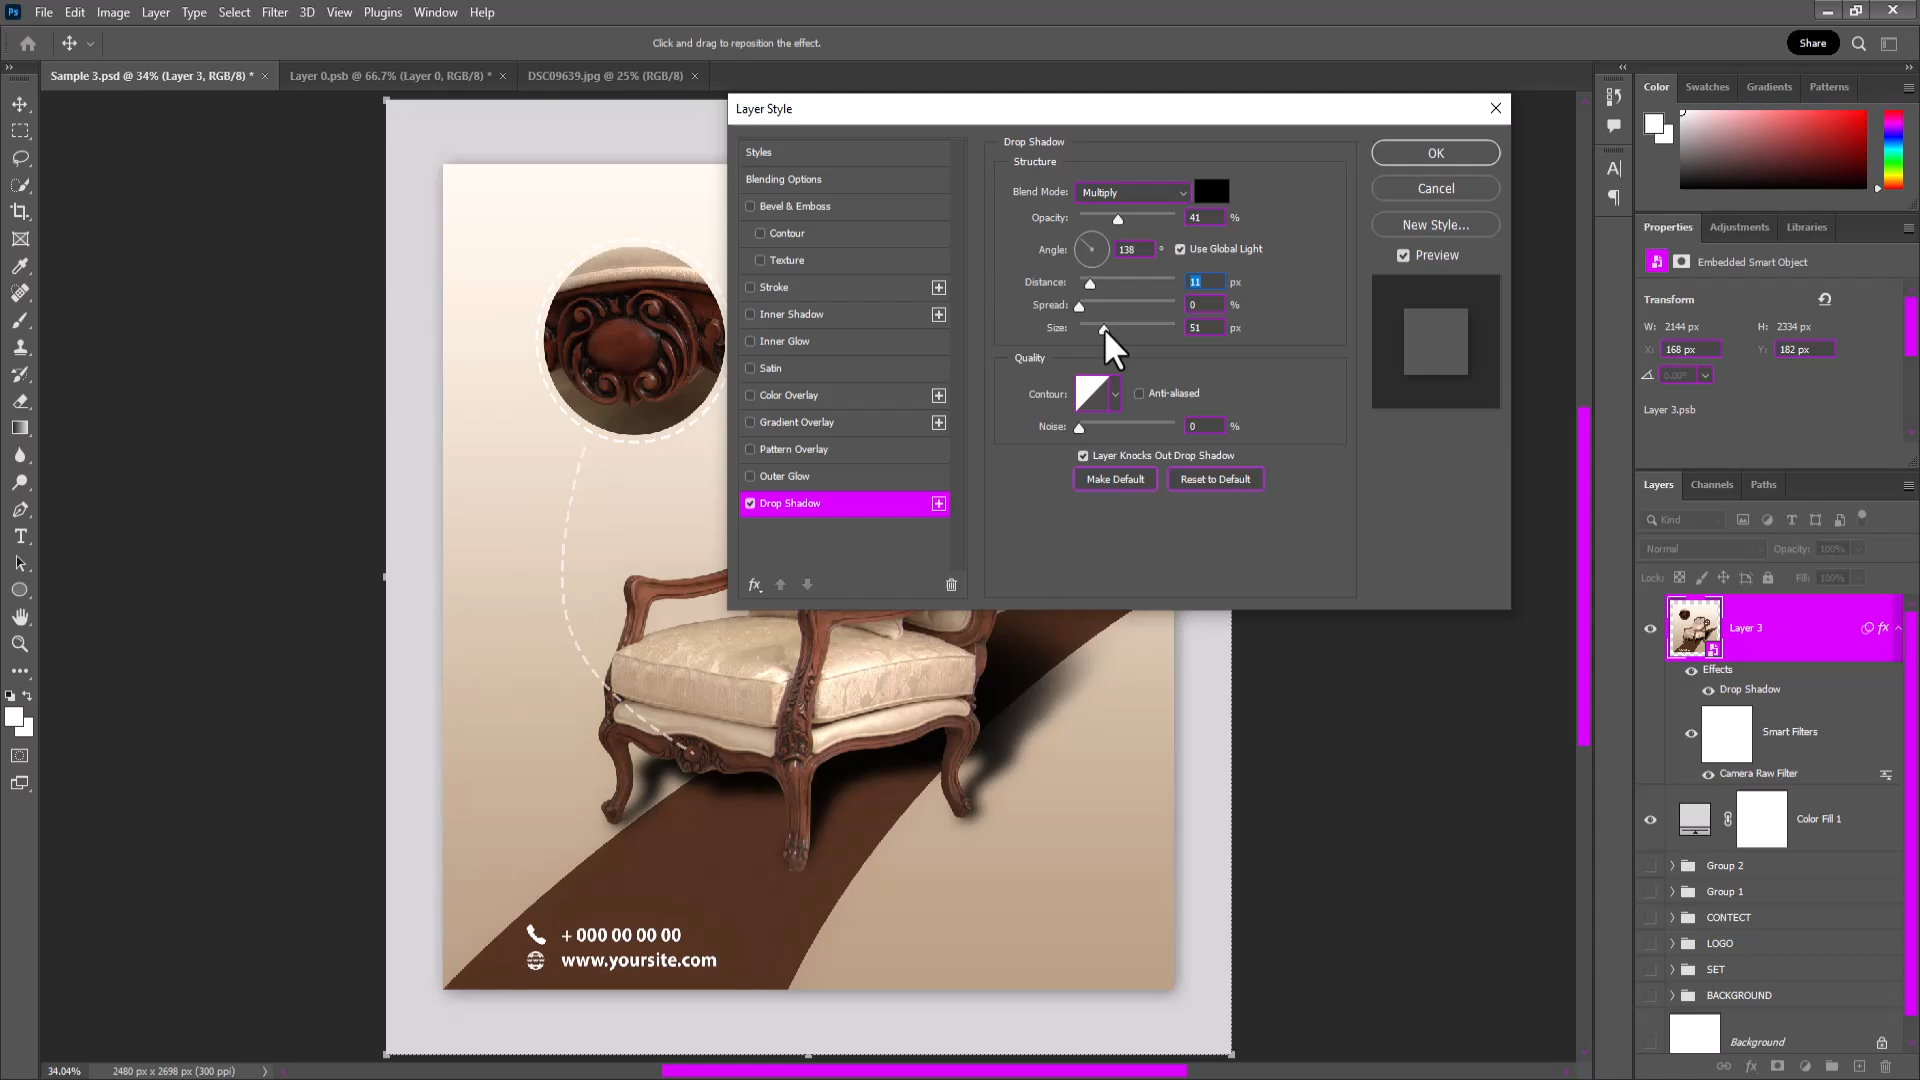 Ps File Edit Image Layer Type Select Filter 3D View Plugins Window Help
Click and drag to reposition the effect.
Share
Sample 3.psd @ 34% (Layer 3, RGB/8) *
Layer 0.psb @ 66.7% (Layer 0, RGB/8) *
DSC09639.jpg @ 25% (RGB/8)
Layer Style
Styles
Blending Options
Bevel & Emboss
Contour
Texture
Stroke
Inner Shadow
Inner Glow
Satin
Color Overlay
Gradient Overlay
Pattern Overlay
Outer Glow
Drop Shadow
fx
Drop Shadow
Structure
Blend Mode: Multiply
Opacity: 41 %
Angle: 138 ° Use Global Light
Distance: 11 px
Spread: 0 %
Size: 51 px
Quality
Contour: Anti-aliased
Noise: 0 %
Layer Knocks Out Drop Shadow
Make Default Reset to Default
OK
Cancel
New Style...
Preview
+ 000 00 00 00
www.yoursite.com
34.04% 2480 px x 2698 px (300 ppi)
Color Swatches Gradients Patterns
Properties Adjustments Libraries
Embedded Smart Object
Transform
W: 2144 px H: 2334 px
X: 168 px Y: 182 px
0.00°
Layer 3.psb
Layers Channels Paths
Kind
Normal Opacity: 100%
Lock: Fill: 100%
Layer 3 fx
Effects
Drop Shadow
Smart Filters
Camera Raw Filter
Color Fill 1
Group 2
Group 1
CONTECT
LOGO
SET
BACKGROUND
Background
fx